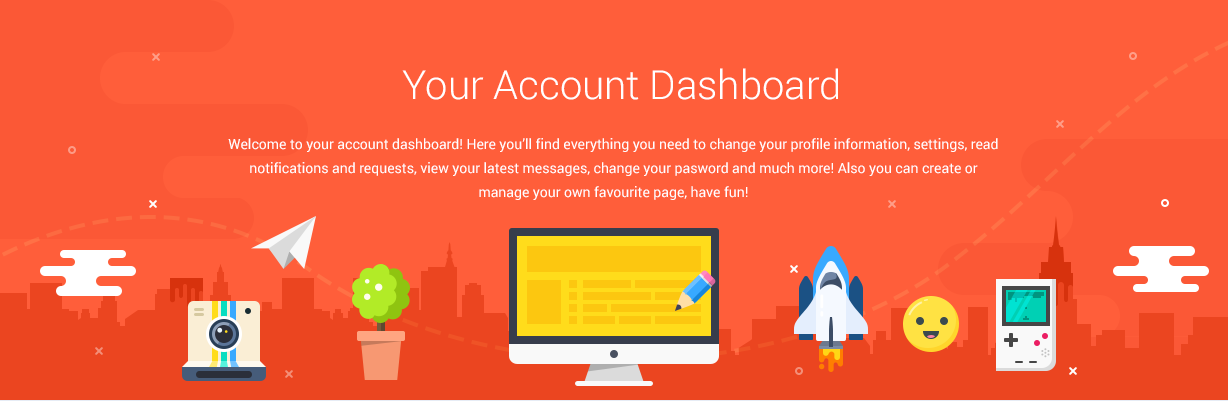 Your Account Dashboard
Welcome to your account dashboard! Here you'll find everything you need to change your profile information, settings, read
notifications and requests, view your latest messages, change your pasword and much more! Also you can create or
manage your own favourite page, have fun!